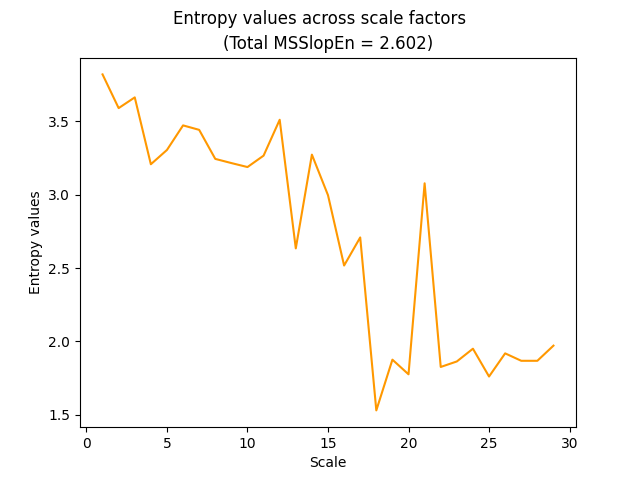 Entropy values across scale factors
(Total MSSlopEn = 2.602)
3.5
3.0
2.5
2.0
1.5
Entropy values
0 5 10 15 20 25 30
Scale